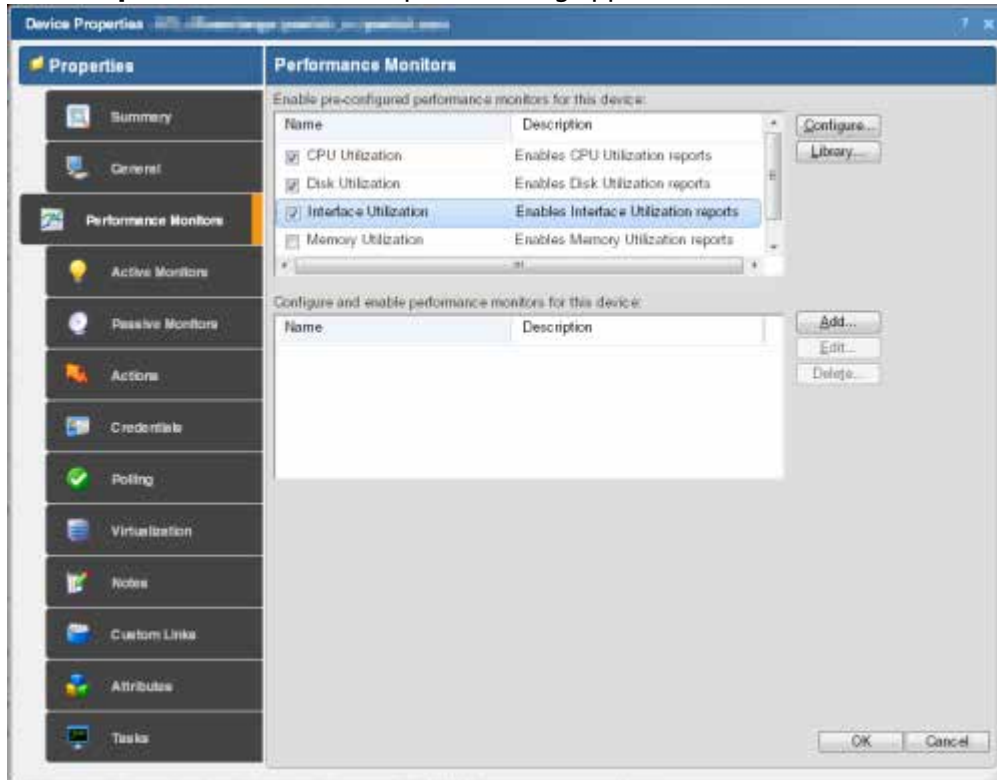 Device Properties
Properties
Performance Monitors
Summary
General
Performance Monitors
Active Monitors
Passive Monitors
Actions
Credentials
Polling
Virtualization
Notes
Custom Links
Attributes
Tasks
Enable pre-configured performance monitors for this device:
Name Description
CPU Utilization Enables CPU Utilization reports
Disk Utilization Enables Disk Utilization reports
Interface Utilization Enables Interface Utilization reports
Memory Utilization Enables Memory Utilization reports
Configure...
Library...
Configure and enable performance monitors for this device:
Name Description
Add...
Edit...
Delete...
OK Cancel